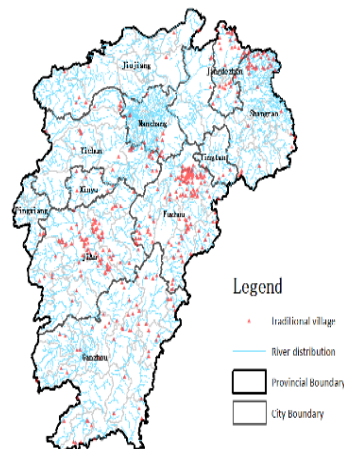 Jiujiang
Jingdezhen
Shangrao
Nanchang
Yichun
Yingtan
Xinyu
Pingxiang
Fuzhou
Ji'an
Ganzhou
Legend
traditional village
River distribution
Provincial Boundary
City Boundary